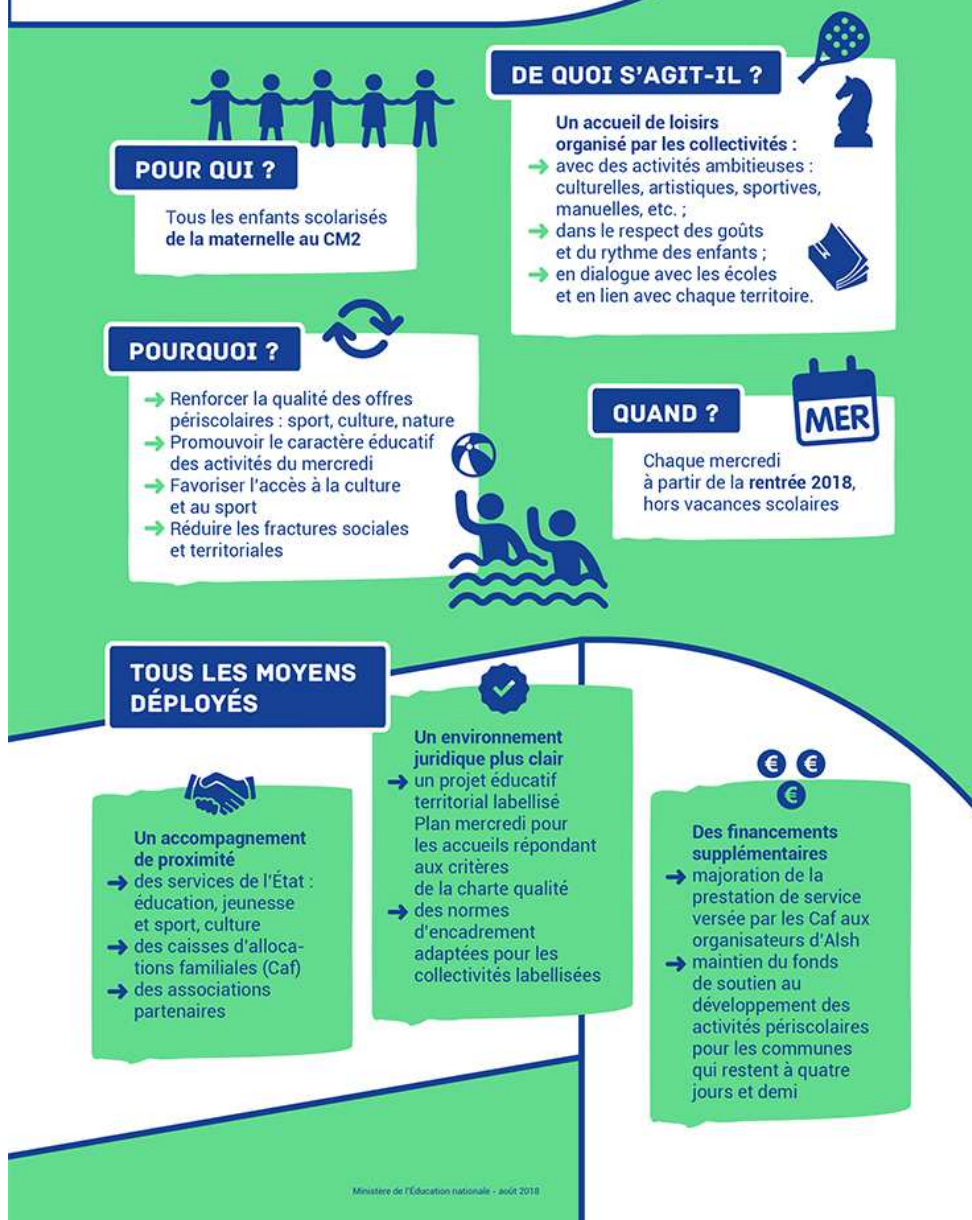 POUR QUI ?
Tous les enfants scolarisés
de la maternelle au CM2
DE QUOI S'AGIT-IL ?
Un accueil de loisirs
organisé par les collectivités :
➔ avec des activités ambitieuses :
culturelles, artistiques, sportives,
manuelles, etc. ;
➔ dans le respect des goûts
et du rythme des enfants ;
➔ en dialogue avec les écoles
et en lien avec chaque territoire.
POURQUOI ?
➔ Renforcer la qualité des offres
périscolaires : sport, culture, nature
➔ Promouvoir le caractère éducatif
des activités du mercredi
➔ Favoriser l'accès à la culture
et au sport
➔ Réduire les fractures sociales
et territoriales
QUAND ?
MER
Chaque mercredi
à partir de la rentrée 2018,
hors vacances scolaires
TOUS LES MOYENS
DÉPLOYÉS
Un accompagnement
de proximité
➔ des services de l'État :
éducation, jeunesse
et sport, culture
➔ des caisses d'alloca-
tions familiales (Caf)
➔ des associations
partenaires
Un environnement
juridique plus clair
➔ un projet éducatif
territorial labellisé
Plan mercredi pour
les accueils répondant
aux critères
de la charte qualité
➔ des normes
d'encadrement
adaptées pour les
collectivités labellisées
€ €
€
Des financements
supplémentaires
➔ majoration de la
prestation de service
versée par les Caf aux
organisateurs d'Alsh
➔ maintien du fonds
de soutien au
développement des
activités périscolaires
pour les communes
qui restent à quatre
jours et demi
Ministère de l'Éducation nationale - août 2018